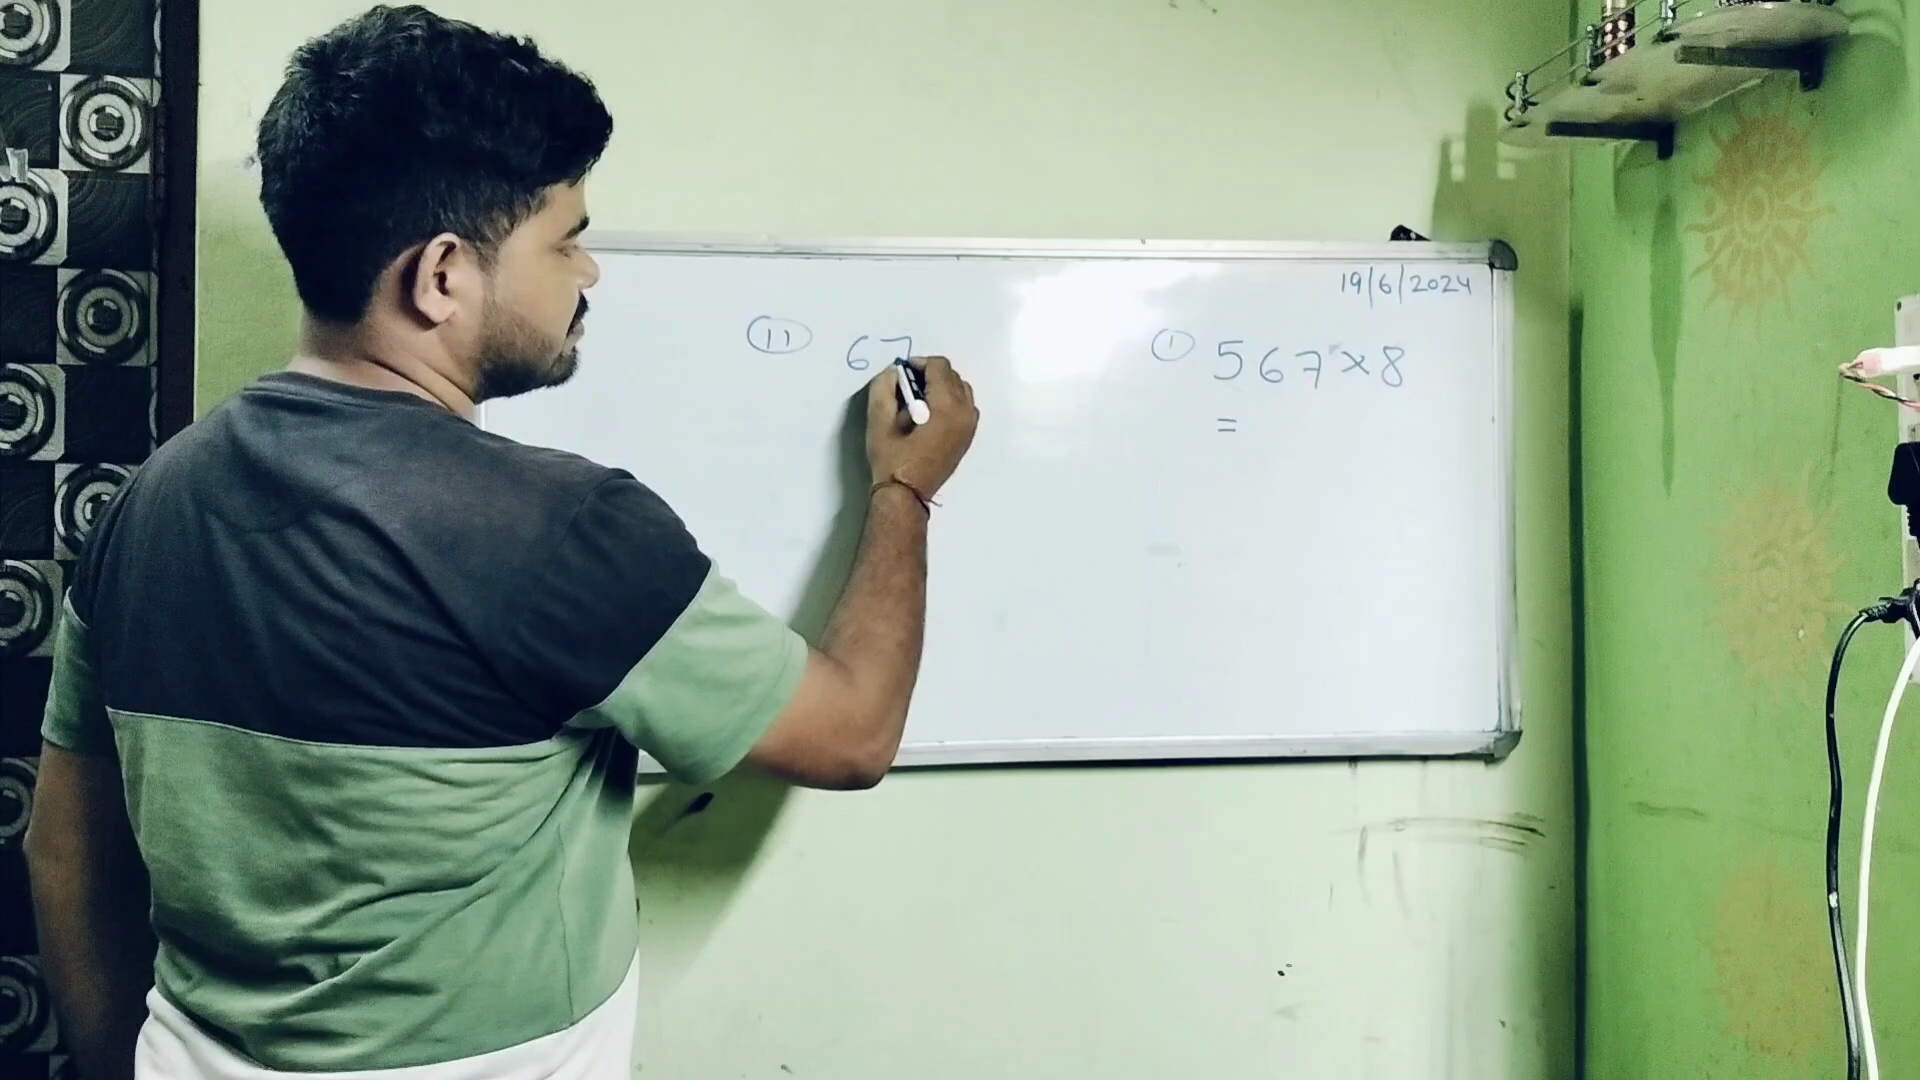 19/6/2024
(11) 67
(1) 567×8
=